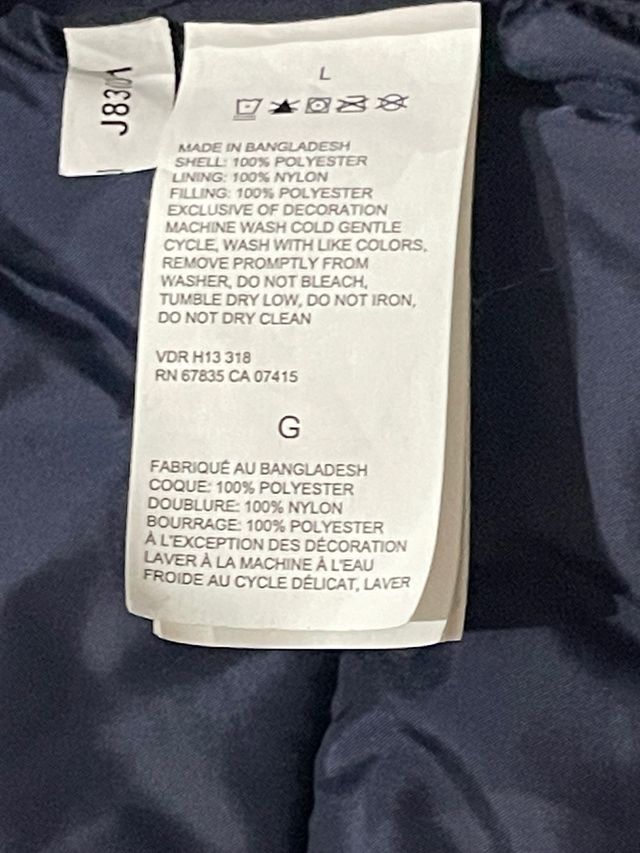 J8301
L
MADE IN BANGLADESH
SHELL: 100% POLYESTER
LINING: 100% NYLON
FILLING: 100% POLYESTER
EXCLUSIVE OF DECORATION
MACHINE WASH COLD GENTLE
CYCLE, WASH WITH LIKE COLORS,
REMOVE PROMPTLY FROM
WASHER, DO NOT BLEACH,
TUMBLE DRY LOW, DO NOT IRON,
DO NOT DRY CLEAN
VDR H13 318
RN 67835 CA 07415
G
FABRIQUÉ AU BANGLADESH
COQUE: 100% POLYESTER
DOUBLURE: 100% NYLON
BOURRAGE: 100% POLYESTER
À L'EXCEPTION DES DÉCORATION
LAVER À LA MACHINE À L'EAU
FROIDE AU CYCLE DÉLICAT, LAVER